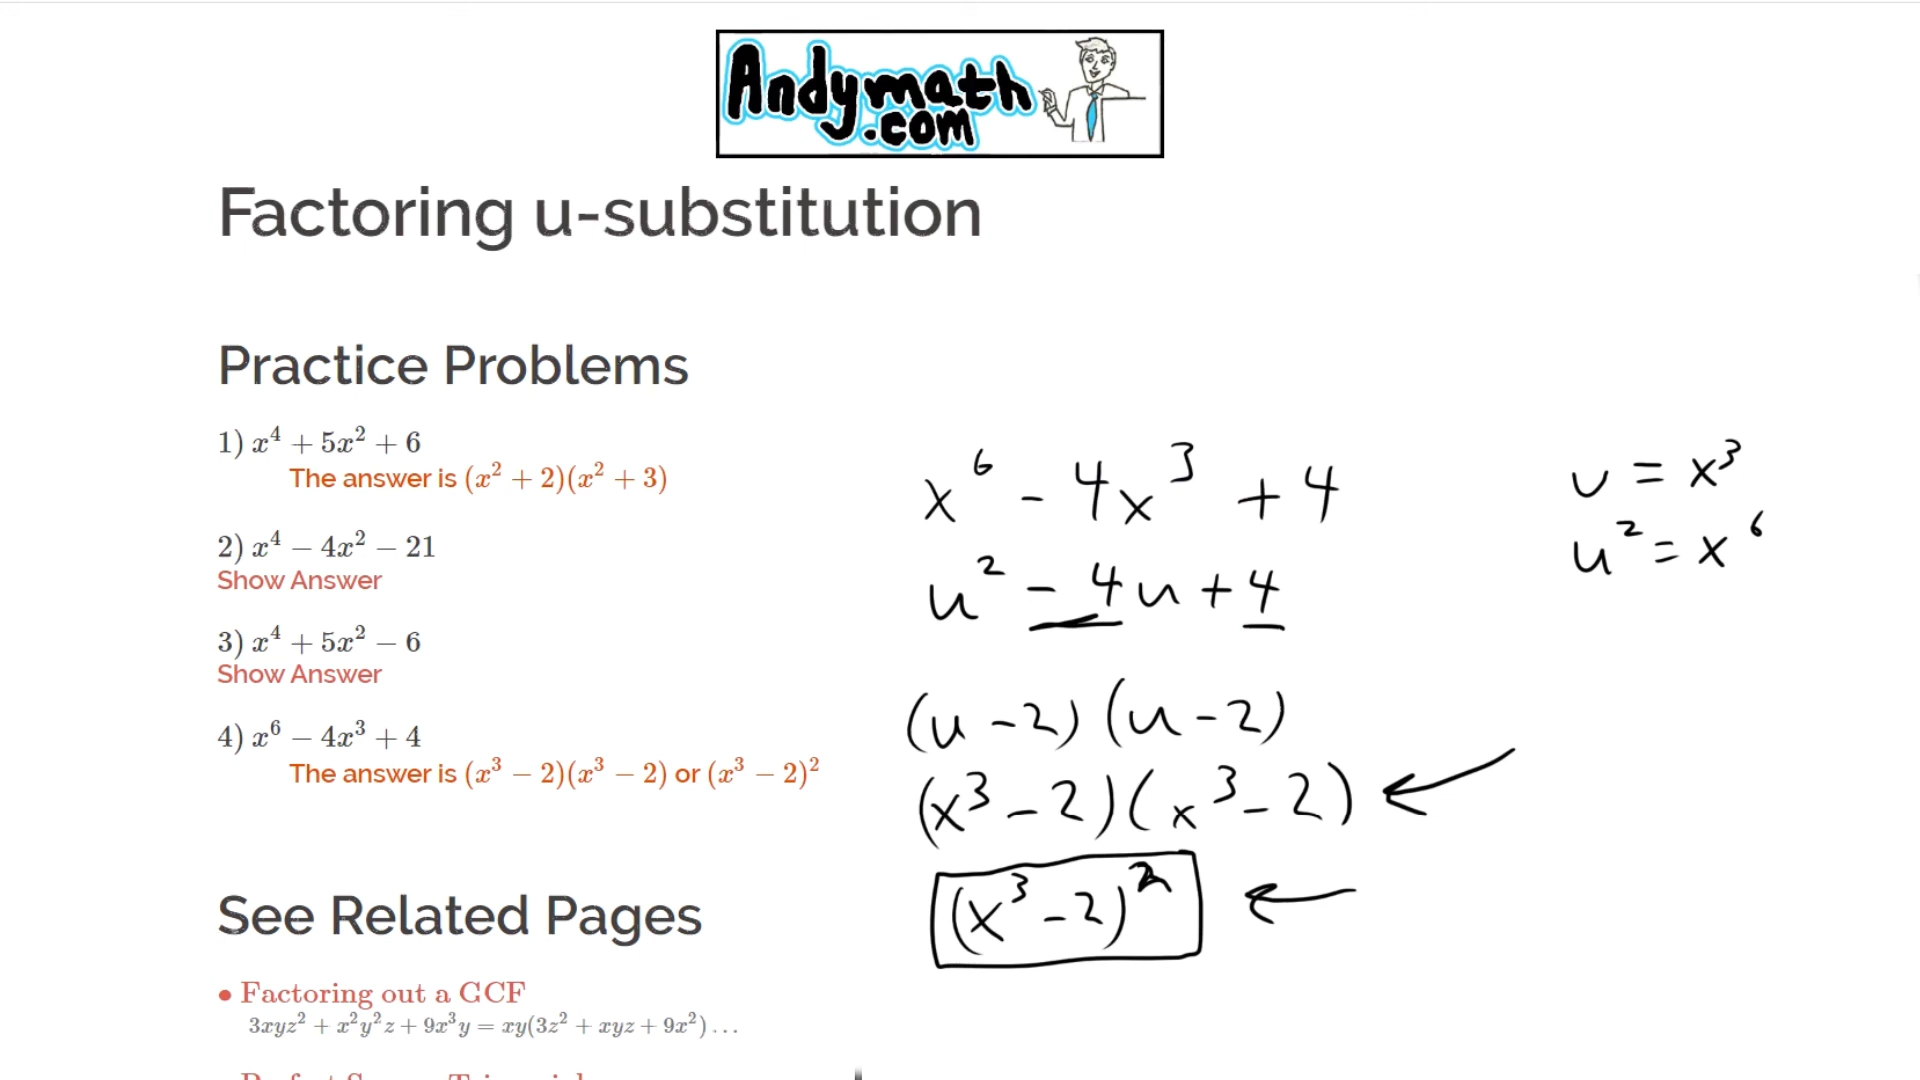 Andymath
.com
Factoring u-substitution
Practice Problems
1) x⁴ + 5x² + 6
The answer is (x² + 2)(x² + 3)
2) x⁴ − 4x² − 21
Show Answer
3) x⁴ + 5x² − 6
Show Answer
4) x⁶ − 4x³ + 4
The answer is (x³ − 2)(x³ − 2) or (x³ − 2)²
See Related Pages
• Factoring out a GCF
3xyz² + x²y²z + 9x³y = xy(3z² + xyz + 9x²)…
x⁶ - 4x³ + 4
u² - 4u + 4
(u - 2)(u - 2)
(x³ - 2)(x³ - 2)
(x³ - 2)²
u = x³
u² = x⁶